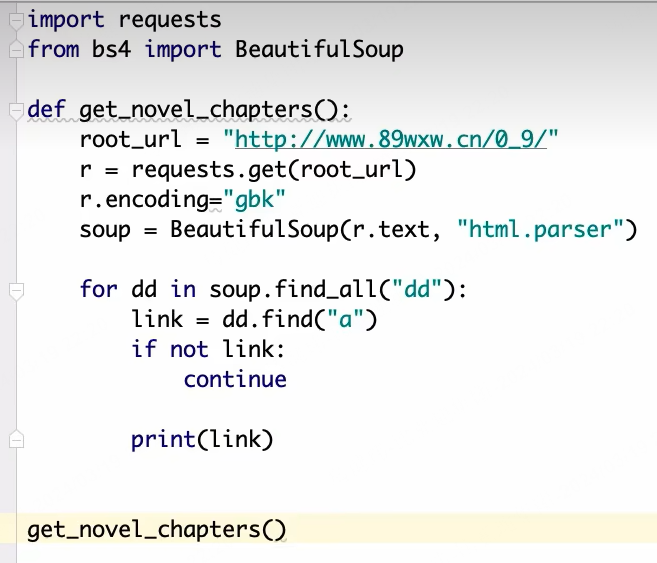 import requests
from bs4 import BeautifulSoup
def get_novel_chapters():
    root_url = "http://www.89wxw.cn/0_9/"
    r = requests.get(root_url)
    r.encoding="gbk"
    soup = BeautifulSoup(r.text, "html.parser")
    for dd in soup.find_all("dd"):
        link = dd.find("a")
        if not link:
            continue
        print(link)
get_novel_chapters()